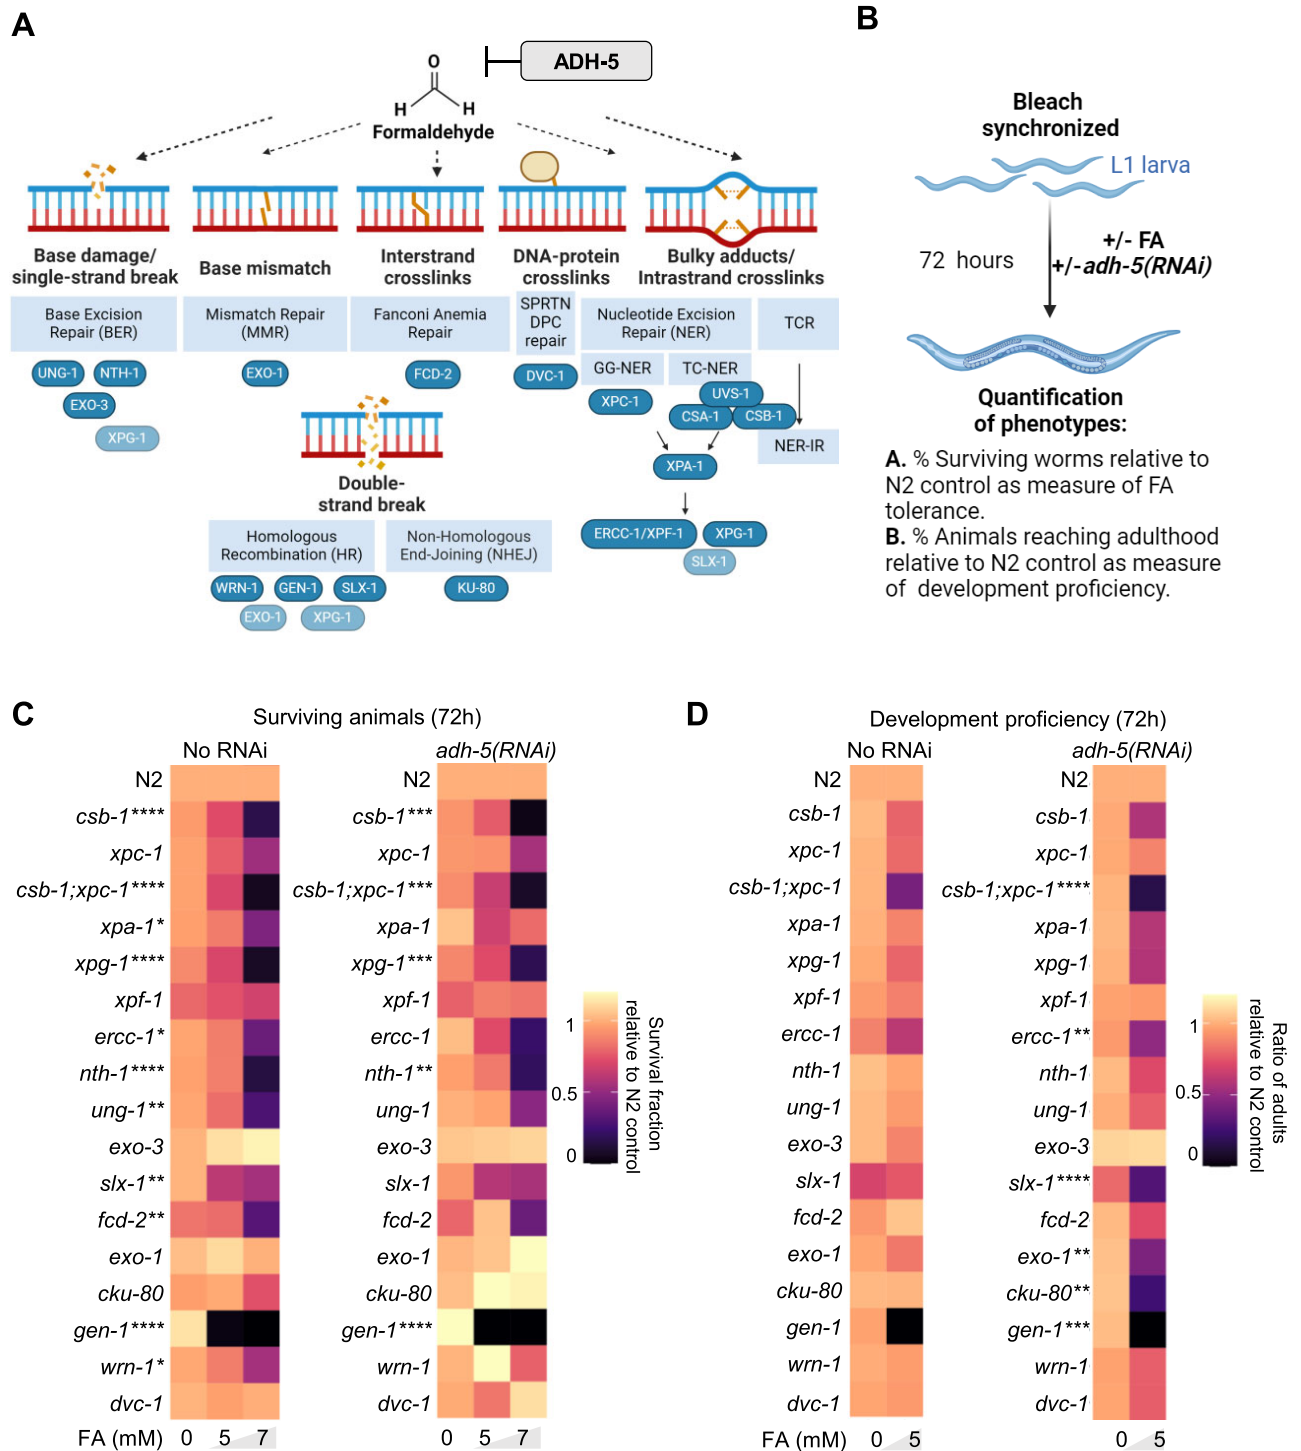 A
ADH-5
O
H
H
Formaldehyde
Base damage/
single-strand break
Base mismatch
Interstrand
crosslinks
DNA-protein
crosslinks
Bulky adducts/
Intrastrand crosslinks
Base Excision
Repair (BER)
Mismatch Repair
(MMR)
Fanconi Anemia
Repair
SPRTN
DPC
repair
Nucleotide Excision
Repair (NER)
TCR
GG-NER
TC-NER
UNG-1
NTH-1
EXO-3
XPG-1
EXO-1
FCD-2
DVC-1
XPC-1
UVS-1
CSA-1
CSB-1
NER-IR
XPA-1
ERCC-1/XPF-1
XPG-1
SLX-1
Double-
strand break
Homologous
Recombination (HR)
Non-Homologous
End-Joining (NHEJ)
WRN-1
GEN-1
SLX-1
KU-80
EXO-1
XPG-1
B
Bleach
synchronized
L1 larva
72 hours
+/- FA
+/-adh-5(RNAi)
Quantification
of phenotypes:
A. % Surviving worms relative to
N2 control as measure of FA
tolerance.
B. % Animals reaching adulthood
relative to N2 control as measure
of development proficiency.
C
Surviving animals (72h)
No RNAi
N2
csb-1****
xpc-1
csb-1;xpc-1****
xpa-1*
xpg-1****
xpf-1
ercc-1*
nth-1****
ung-1**
exo-3
slx-1**
fcd-2**
exo-1
cku-80
gen-1****
wrn-1*
dvc-1
FA (mM) 0 5 7
adh-5(RNAi)
N2
csb-1***
xpc-1
csb-1;xpc-1***
xpa-1
xpg-1***
xpf-1
ercc-1
nth-1**
ung-1
exo-3
slx-1
fcd-2
exo-1
cku-80
gen-1****
wrn-1
dvc-1
0 5 7
1
0.5
0
Survival fraction
relative to N2 control
D
Development proficiency (72h)
No RNAi
N2
csb-1
xpc-1
csb-1;xpc-1
xpa-1
xpg-1
xpf-1
ercc-1
nth-1
ung-1
exo-3
slx-1
fcd-2
exo-1
cku-80
gen-1
wrn-1
dvc-1
FA (mM) 0 5
adh-5(RNAi)
N2
csb-1
xpc-1
csb-1;xpc-1****
xpa-1
xpg-1
xpf-1
ercc-1**
nth-1
ung-1
exo-3
slx-1****
fcd-2
exo-1**
cku-80**
gen-1***
wrn-1
dvc-1
0 5
1
0.5
0
Ratio of adults
relative to N2 control